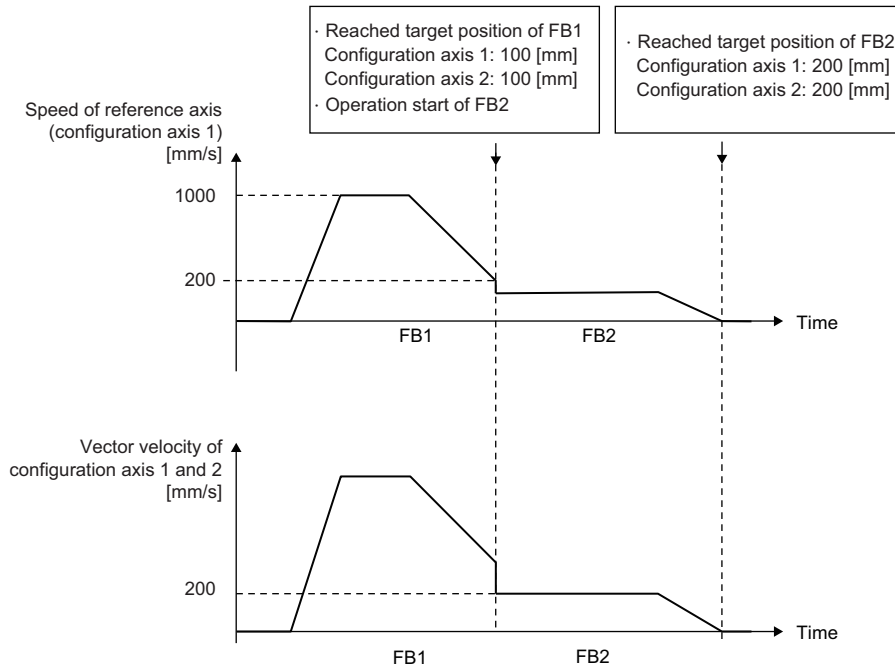 · Reached target position of FB1
Configuration axis 1: 100 [mm]
Configuration axis 2: 100 [mm]
· Operation start of FB2
· Reached target position of FB2
Configuration axis 1: 200 [mm]
Configuration axis 2: 200 [mm]
Speed of reference axis
(configuration axis 1)
[mm/s]
1000
200
Time
FB1
FB2
Vector velocity of
configuration axis 1 and 2
[mm/s]
200
Time
FB1
FB2